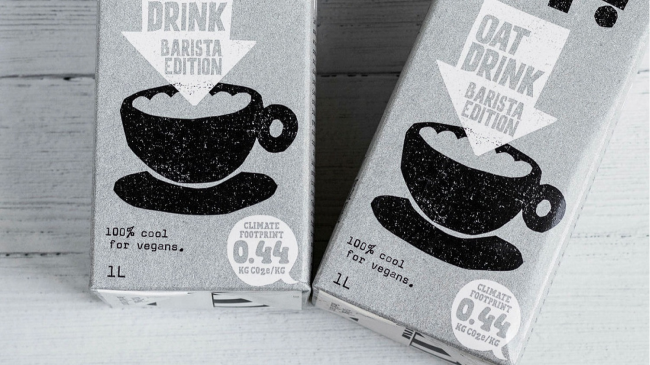 DRINK
BARISTA
EDITION
100% cool
for vegans.
1L
CLIMATE
FOOTPRINT
0.44
KG CO2e/KG
OAT
DRINK
BARISTA
EDITION
100% cool
for vegans.
1L
CLIMATE
FOOTPRINT
0.44
KG CO2e/KG